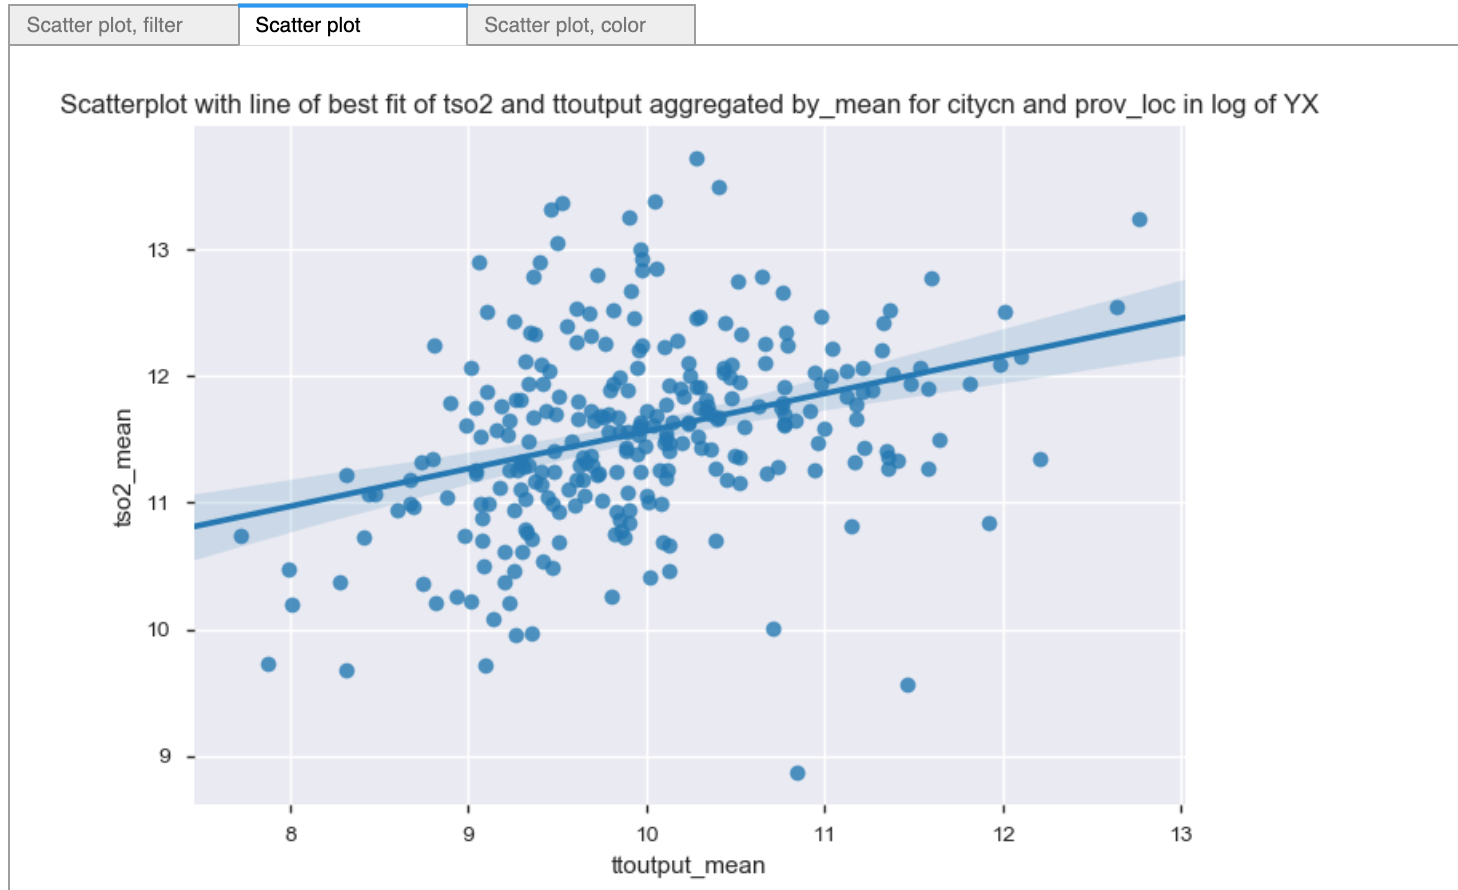 Scatter plot, filter
Scatter plot
Scatter plot, color
Scatterplot with line of best fit of tso2 and ttoutput aggregated by_mean for citycn and prov_loc in log of YX
tso2_mean
13
12
11
10
9
8 9 10 11 12 13
ttoutput_mean